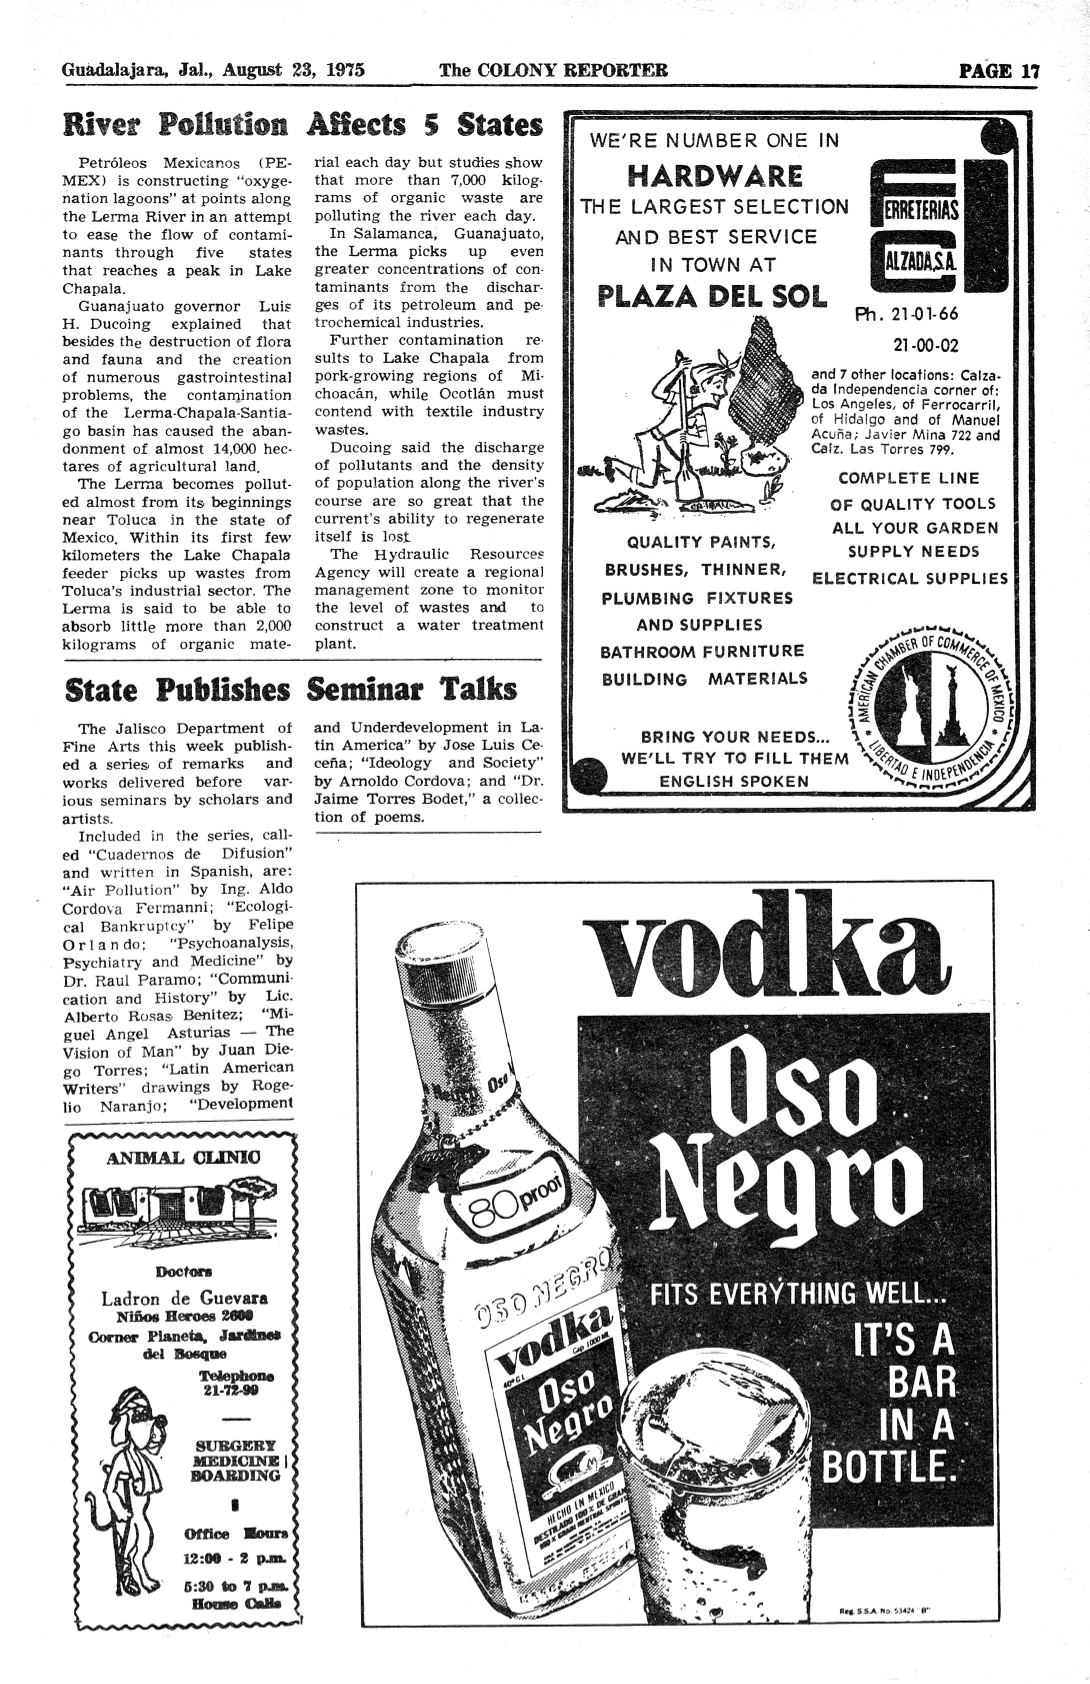 Guadalajara, Jal., August 23, 1975 The COLONY REPORTER PAGE 17
River Pollution Affects 5 States
Petróleos Mexicanos (PE-
MEX) is constructing "oxyge-
nation lagoons" at points along
the Lerma River in an attempt
to ease the flow of contami-
nants through five states
that reaches a peak in Lake
Chapala.
Guanajuato governor Luis
H. Ducoing explained that
besides the destruction of flora
and fauna and the creation
of numerous gastrointestinal
problems, the contamination
of the Lerma-Chapala-Santia-
go basin has caused the aban-
donment of almost 14,000 hec-
tares of agricultural land.
The Lerma becomes pollut-
ed almost from its beginnings
near Toluca in the state of
Mexico. Within its first few
kilometers the Lake Chapala
feeder picks up wastes from
Toluca's industrial sector. The
Lerma is said to be able to
absorb little more than 2,000
kilograms of organic mate-
rial each day but studies show
that more than 7,000 kilog-
rams of organic waste are
polluting the river each day.
In Salamanca, Guanajuato,
the Lerma picks up even
greater concentrations of con-
taminants from the dischar-
ges of its petroleum and pe-
trochemical industries.
Further contamination re-
sults to Lake Chapala from
pork-growing regions of Mi-
choacán, while Ocotlán must
contend with textile industry
wastes.
Ducoing said the discharge
of pollutants and the density
of population along the river's
course are so great that the
current's ability to regenerate
itself is lost
The Hydraulic Resources
Agency will create a regional
management zone to monitor
the level of wastes and to
construct a water treatment
plant.
State Publishes Seminar Talks
The Jalisco Department of
Fine Arts this week publish-
ed a series of remarks and
works delivered before var-
ious seminars by scholars and
artists.
Included in the series, call-
ed "Cuadernos de Difusion"
and written in Spanish, are:
"Air Pollution" by Ing. Aldo
Cordova Fermanni; "Ecologi-
cal Bankruptcy" by Felipe
Orlando; "Psychoanalysis,
Psychiatry and Medicine" by
Dr. Raul Paramo; "Communi-
cation and History" by Lic.
Alberto Rosas Benitez; "Mi-
guel Angel Asturias — The
Vision of Man" by Juan Die-
go Torres; "Latin American
Writers" drawings by Roge-
lio Naranjo; "Development
and Underdevelopment in La-
tin America" by Jose Luis Ce-
ceña; "Ideology and Society"
by Arnoldo Cordova; and "Dr.
Jaime Torres Bodet," a collec-
tion of poems.
WE'RE NUMBER ONE IN
HARDWARE
THE LARGEST SELECTION
AND BEST SERVICE
IN TOWN AT
PLAZA DEL SOL
FERRETERIAS
CALZADA, S.A.
Ph. 21-01-66
21-00-02
and 7 other locations: Calza-
da Independencia corner of:
Los Angeles, of Ferrocarril,
of Hidalgo and of Manuel
Acuña; Javier Mina 722 and
Calz. Las Torres 799.
COMPLETE LINE
OF QUALITY TOOLS
ALL YOUR GARDEN
SUPPLY NEEDS
ELECTRICAL SUPPLIES
QUALITY PAINTS,
BRUSHES, THINNER,
PLUMBING FIXTURES
AND SUPPLIES
BATHROOM FURNITURE
BUILDING MATERIALS
BRING YOUR NEEDS...
WE'LL TRY TO FILL THEM
ENGLISH SPOKEN
AMERICAN CHAMBER OF COMMERCE OF MEXICO
* LIBERTAD E INDEPENDENCIA *
ANIMAL CLINIC
Doctors
Ladron de Guevara
Niños Heroes 2600
Corner Planeta, Jardines
del Bosque
Telephone
21-72-99
SURGERY
MEDICINE
BOARDING
Office Hours
12:00 - 2 p.m.
5:30 to 7 p.m.
House Calls
vodka
Oso
Negro
FITS EVERYTHING WELL...
IT'S A
BAR
IN A
BOTTLE.
Negro Oso
80 proof
OSO NEGRO
vodka
40° G L Cap 1000 ML
Oso
Negro
HECHO EN MEXICO
DESTILADO 100 % DE GRANO
100 % GRAIN NEUTRAL SPIRITS
Reg. S.S.A. No. 53424 "B"